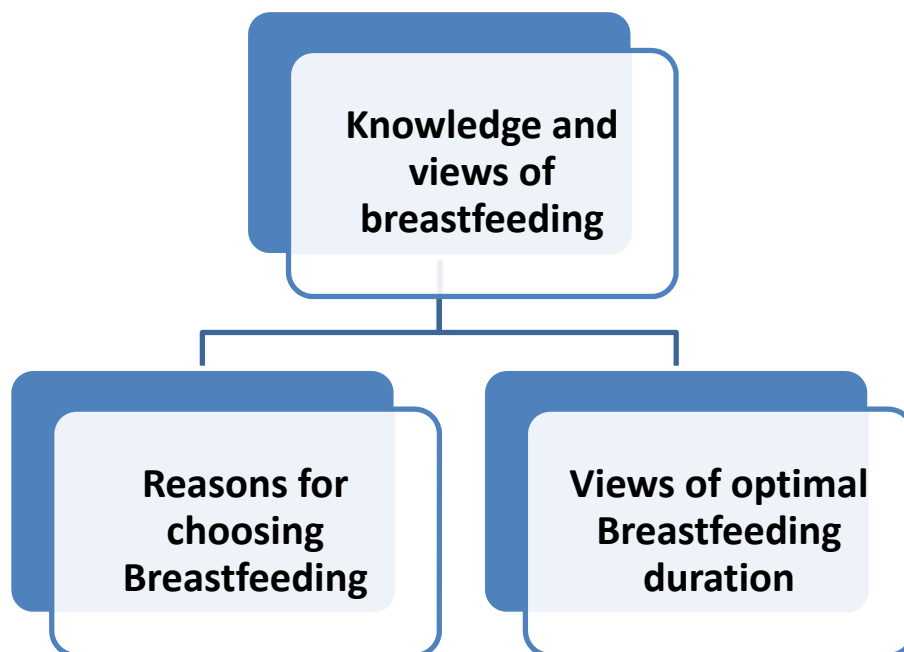 Knowledge and
views of
breastfeeding
Reasons for
choosing
Breastfeeding
Views of optimal
Breastfeeding
duration